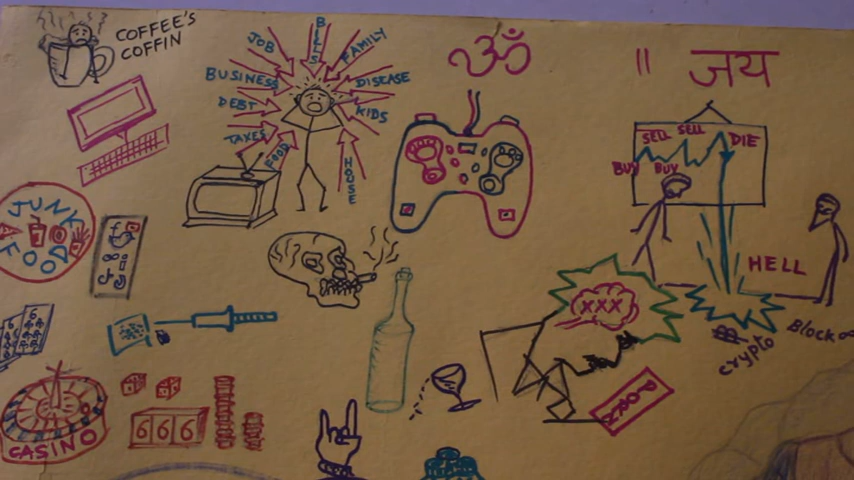 COFFEE'S
COFFIN
JOB
BILLS
FAMILY
BUSINESS
DISEASE
DEBT
KIDS
TAXES
FOOD
HOUSE
ॐ
॥ जय
SELL SELL
DIE
BUY BUY
HELL
JUNK
FOOD
XXX
crypto
Block
PORN
CASINO
666